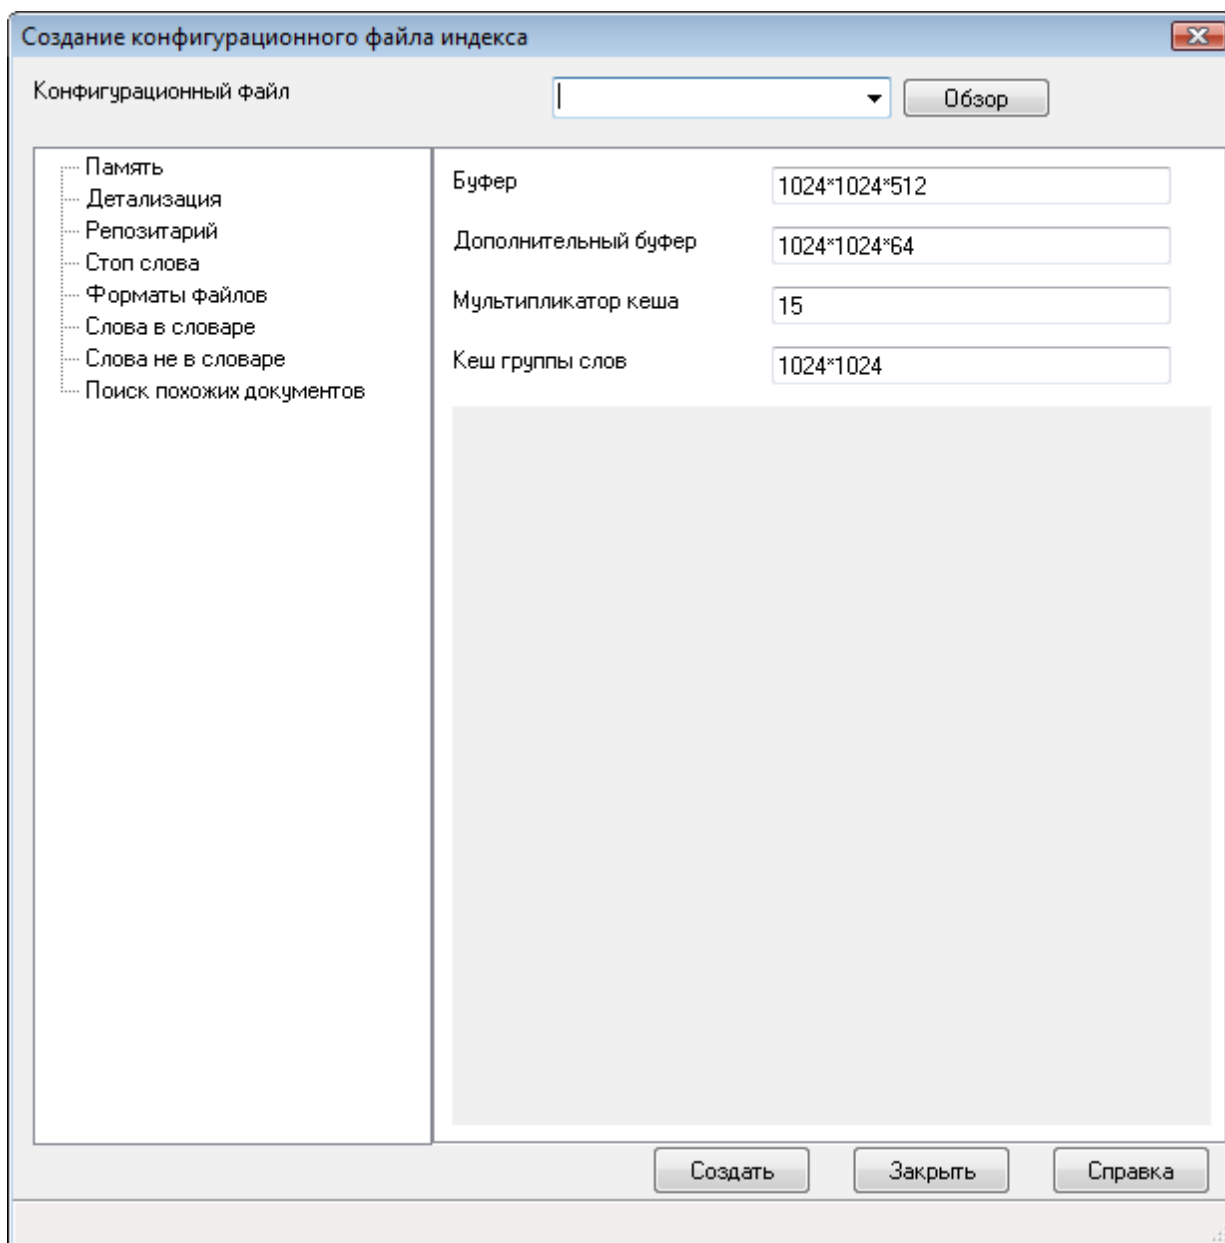 Создание конфигурационного файла индекса
Конфигурационный файл
Обзор
Память
Детализация
Репозитарий
Стоп слова
Форматы файлов
Слова в словаре
Слова не в словаре
Поиск похожих документов
Буфер 1024*1024*512
Дополнительный буфер 1024*1024*64
Мультипликатор кеша 15
Кеш группы слов 1024*1024
Создать Закрыть Справка